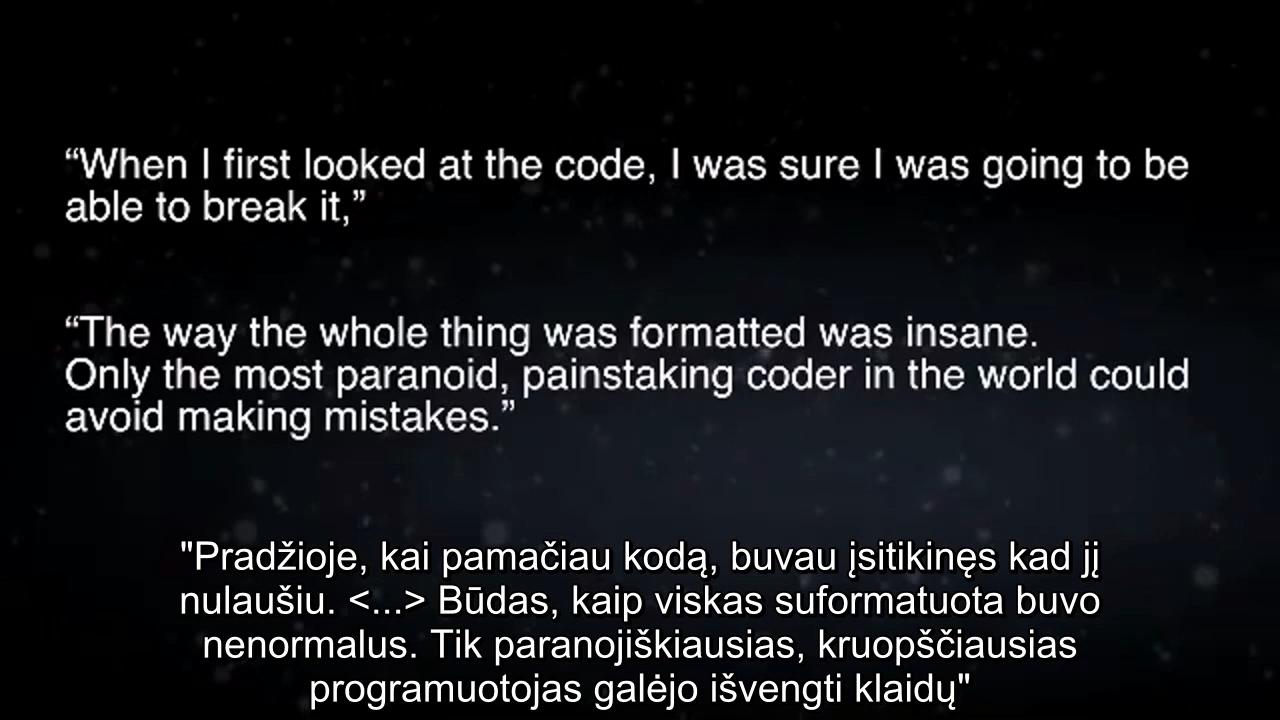 “When I first looked at the code, I was sure I was going to be
able to break it,”
“The way the whole thing was formatted was insane.
Only the most paranoid, painstaking coder in the world could
avoid making mistakes.”
"Pradžioje, kai pamačiau kodą, buvau įsitikinęs kad jį
nulaušiu. <...> Būdas, kaip viskas suformatuota buvo
nenormalus. Tik paranojiškiausias, kruopščiausias
programuotojas galėjo išvengti klaidų"